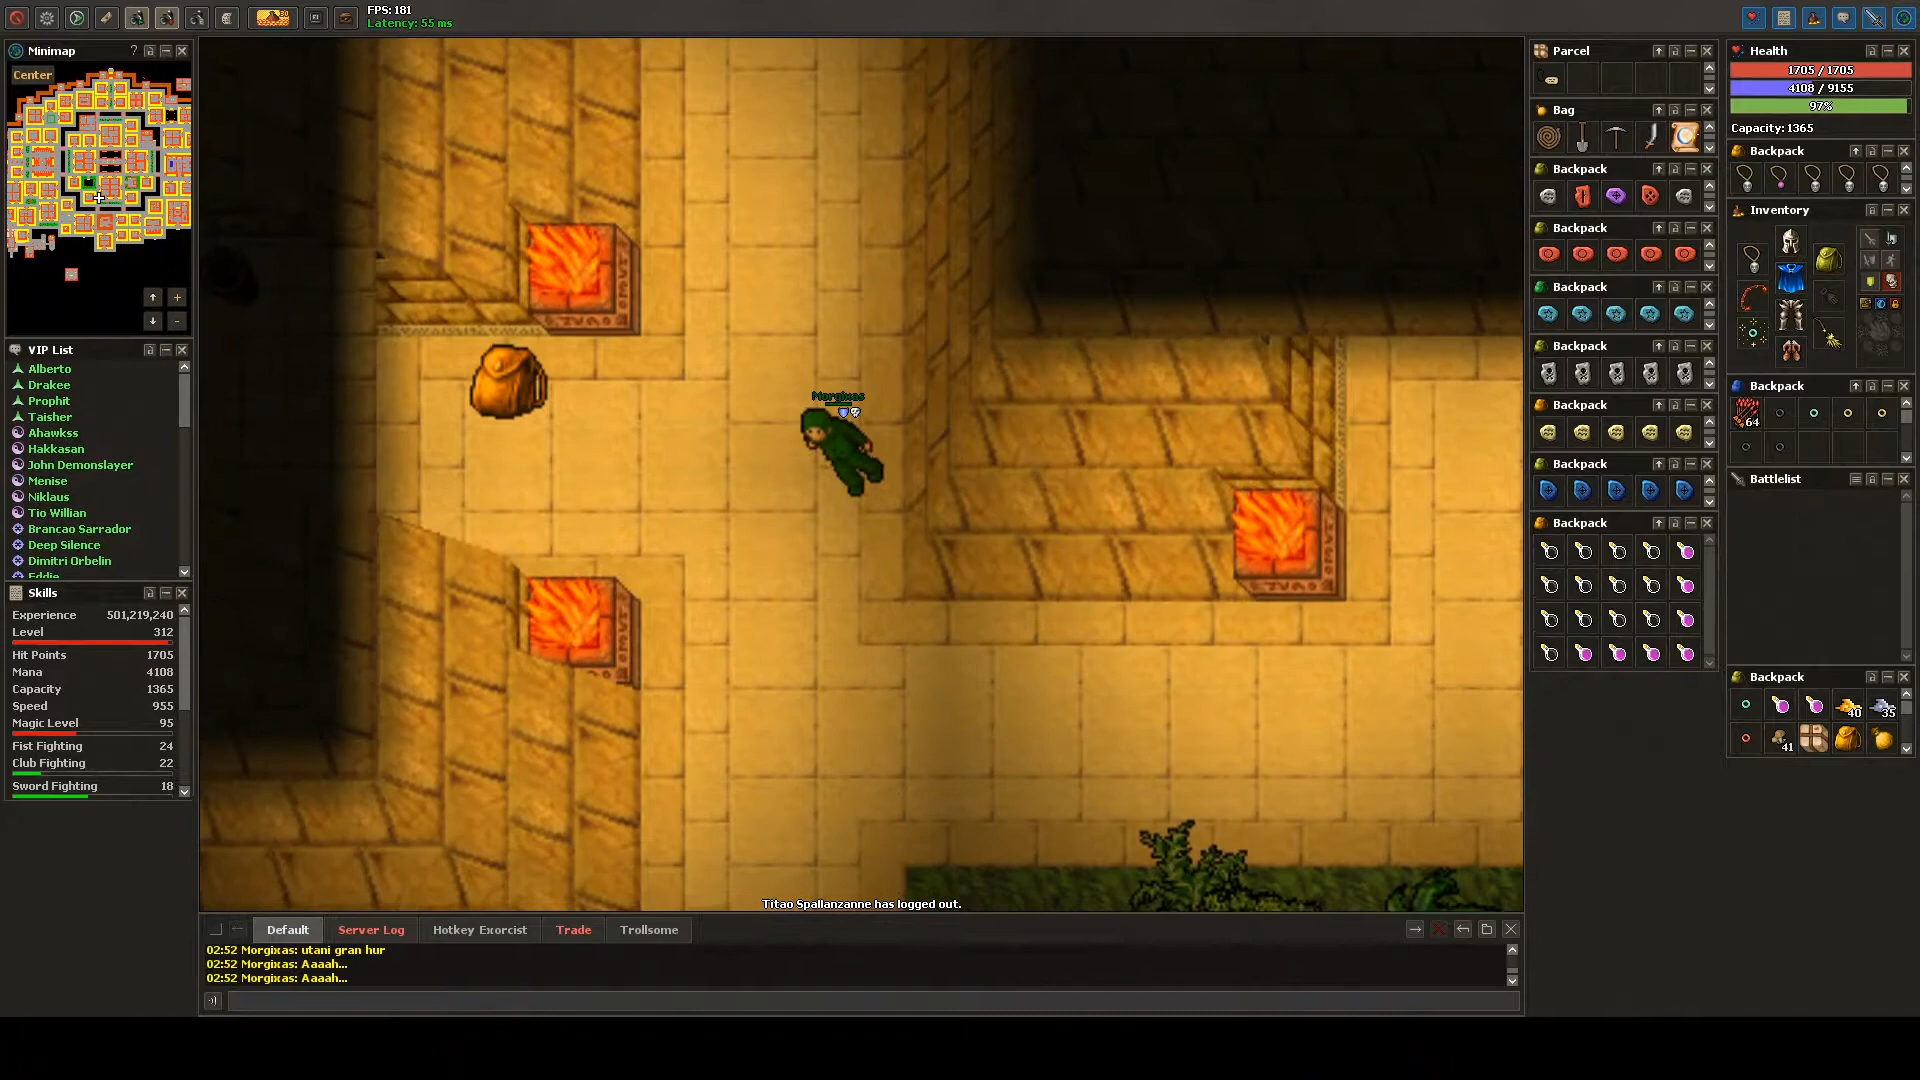 FPS: 181
Latency: 55 ms
Minimap
?
Center
VIP List
Alberto
Drakee
Prophit
Taisher
Ahawkss
Hakkasan
John Demonslayer
Menise
Niklaus
Tio Willian
Brancao Sarrador
Deep Silence
Dimitri Orbelin
Eddie
Skills
Experience 501,219,240
Level 312
Hit Points 1705
Mana 4108
Capacity 1365
Speed 955
Magic Level 95
Fist Fighting 24
Club Fighting 22
Sword Fighting 18
Morgixas
Titao Spallanzanne has logged out.
Default
Server Log
Hotkey Exorcist
Trade
Trollsome
02:52 Morgixas: utani gran hur
02:52 Morgixas: Aaaah...
02:52 Morgixas: Aaaah...
Parcel
Bag
Backpack
Backpack
Backpack
Backpack
Backpack
Backpack
Backpack
Health
1705 / 1705
4108 / 9155
97%
Capacity: 1365
Backpack
Inventory
Backpack
64
Battlelist
Backpack
40
35
41